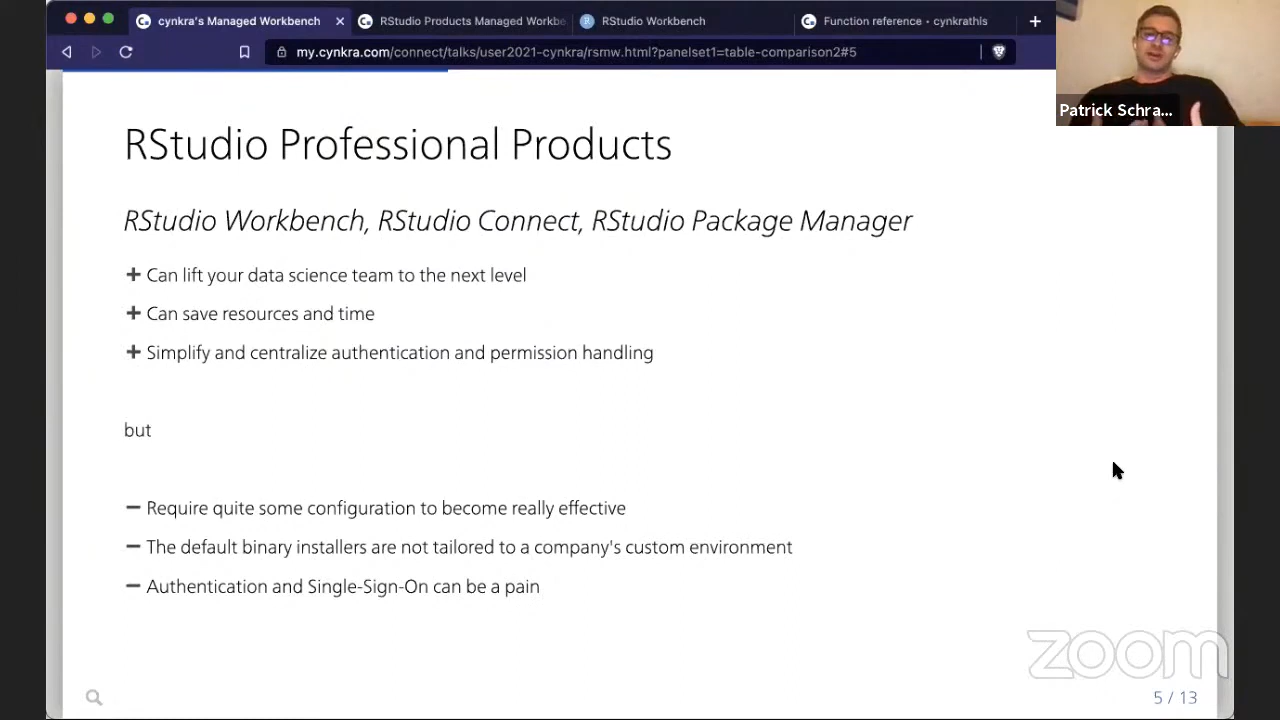 cynkra's Managed Workbench
RStudio Products Managed Workbe
RStudio Workbench
Function reference • cynkrathis
my.cynkra.com/connect/talks/user2021-cynkra/rsmw.html?panelset1=table-comparison2#5
Patrick Schra...
RStudio Professional Products
RStudio Workbench, RStudio Connect, RStudio Package Manager
+ Can lift your data science team to the next level
+ Can save resources and time
+ Simplify and centralize authentication and permission handling
but
− Require quite some configuration to become really effective
− The default binary installers are not tailored to a company's custom environment
− Authentication and Single-Sign-On can be a pain
zoom
5 / 13